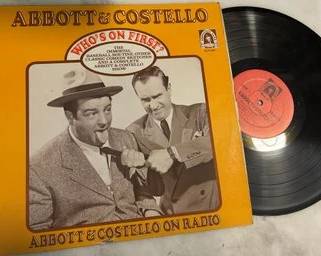 ABBOTT & COSTELLO
WHO'S ON FIRST?
THE
IMMORTAL
BASEBALL ROUTINE, OTHER
CLASSIC COMEDY SKETCHES
AND A COMPLETE
ABBOTT & COSTELLO
SHOW
ABBOTT & COSTELLO ON RADIO